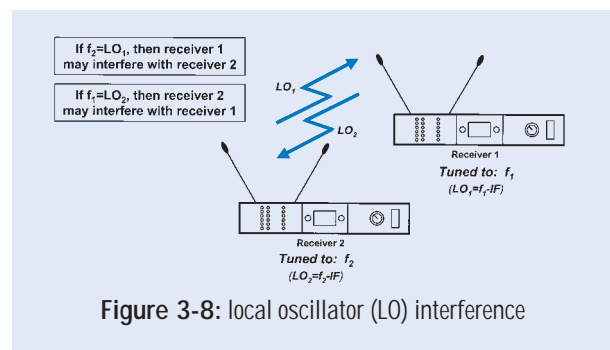 If f₂=LO₁, then receiver 1
may interfere with receiver 2
If f₁=LO₂, then receiver 2
may interfere with receiver 1
LO₁
LO₂
Receiver 1
Tuned to: f₁
(LO₁=f₁-IF)
Receiver 2
Tuned to: f₂
(LO₂=f₂-IF)
Figure 3-8: local oscillator (LO) interference